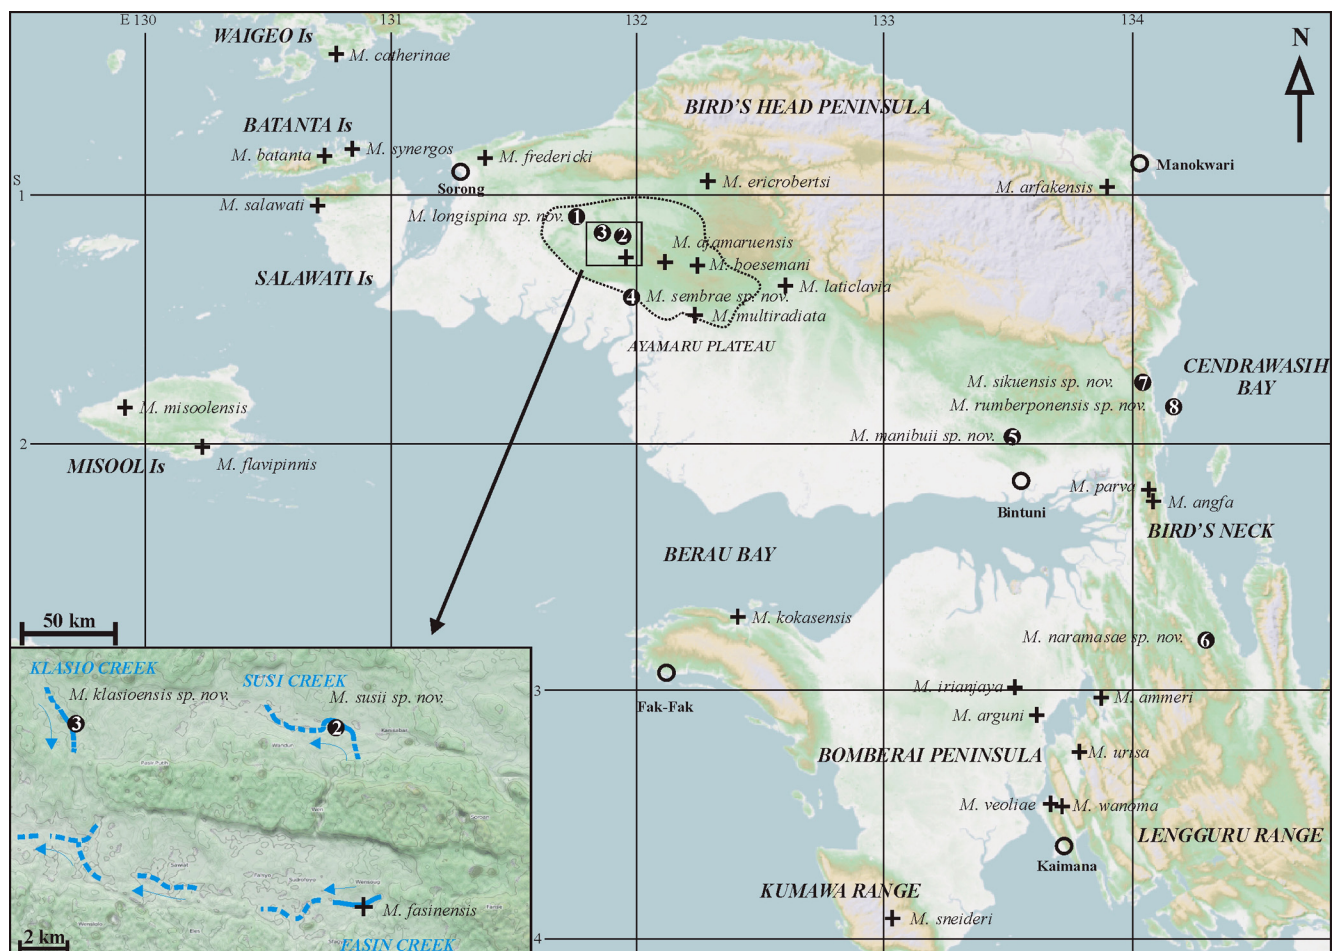 E 130
131
132
133
134
WAIGEO Is
M. catherinae
N
BIRD'S HEAD PENINSULA
BATANTA Is
M. batanta
M. synergos
M. fredericki
Sorong
Manokwari
S
1
M. ericrobertsi
M. arfakensis
M. salawati
M. longispina sp. nov.
1
3
2
M. ajamaruensis
M. boesemani
SALAWATI Is
M. laticlavia
4
M. sembrae sp. nov.
M. multiradiata
AYAMARU PLATEAU
CENDRAWASIH
BAY
M. sikuensis sp. nov.
7
M. rumberponensis sp. nov.
8
M. misoolensis
M. manibuii sp. nov.
5
2
MISOOL Is
M. flavipinnis
M. parva
M. angfa
Bintuni
BIRD'S NECK
BERAU BAY
M. kokasensis
50 km
M. naramasae sp. nov.
6
Fak-Fak
3
M. irianjaya
M. ammeri
M. arguni
BOMBERAI PENINSULA
M. urisa
M. veoliae
M. wanoma
LENGGURU RANGE
Kaimana
KUMAWA RANGE
M. sneideri
4
KLASIO CREEK
M. klasioensis sp. nov.
3
SUSI CREEK
M. susii sp. nov.
2
M. fasinensis
FASIN CREEK
2 km